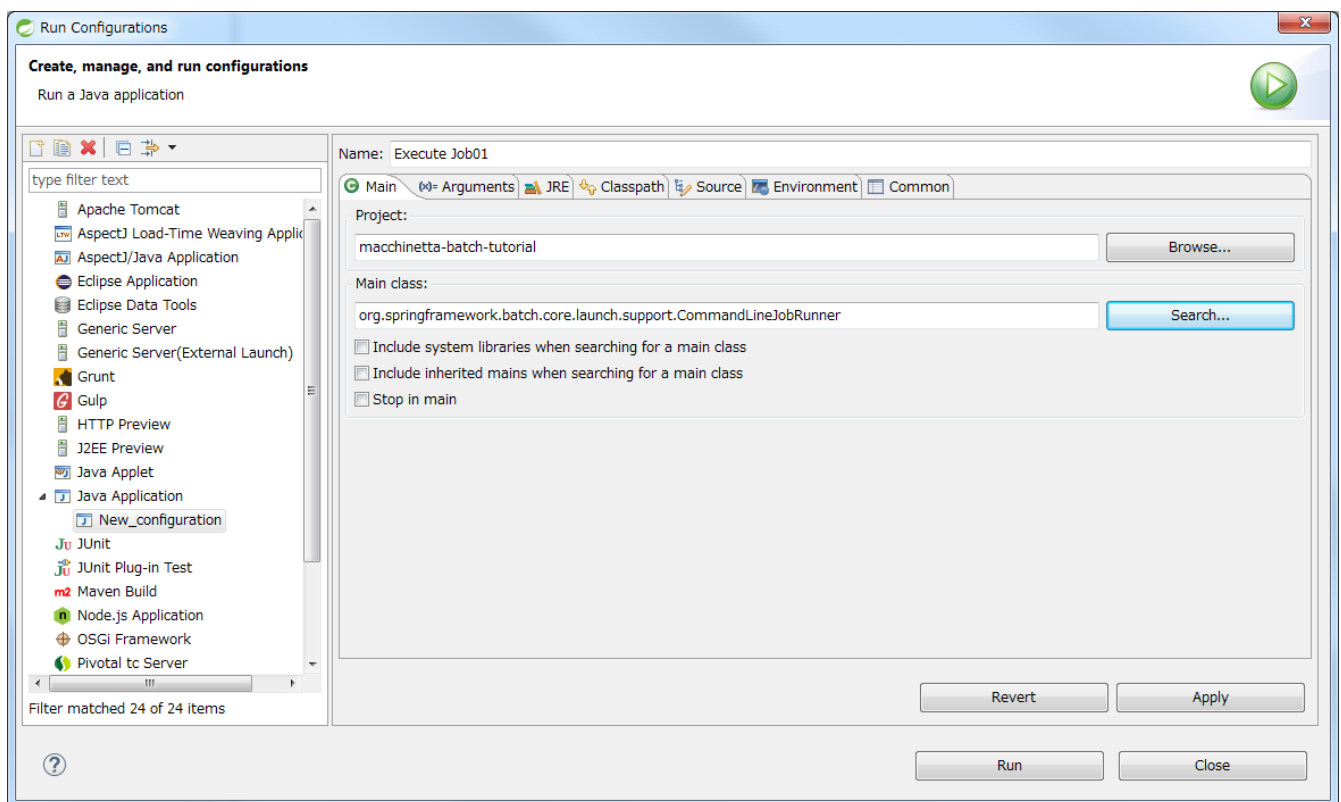 Run Configurations
X
Create, manage, and run configurations
Run a Java application
Name: Execute Job01
type filter text
Main (x)= Arguments JRE Classpath Source Environment Common
Apache Tomcat
AspectJ Load-Time Weaving Applic
AspectJ/Java Application
Eclipse Application
Eclipse Data Tools
Generic Server
Generic Server(External Launch)
Grunt
Gulp
HTTP Preview
J2EE Preview
Java Applet
Java Application
New_configuration
JU JUnit
JU JUnit Plug-in Test
m2 Maven Build
n Node.js Application
OSGi Framework
Pivotal tc Server
Filter matched 24 of 24 items
Project:
macchinetta-batch-tutorial Browse...
Main class:
org.springframework.batch.core.launch.support.CommandLineJobRunner Search...
Include system libraries when searching for a main class
Include inherited mains when searching for a main class
Stop in main
Revert Apply
? Run Close